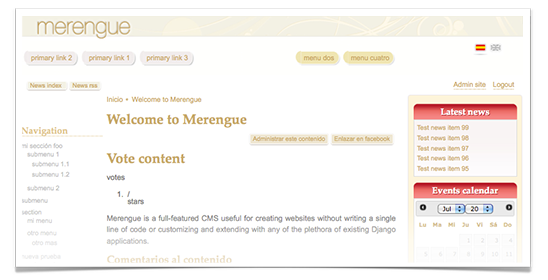 merengue
primary link 2 primary link 1 primary link 3 menu dos menu cuatro
News index News rss
Admin site Logout
Inicio • Welcome to Merengue
Welcome to Merengue
Administrar este contenido Enlazar en facebook
Vote content
votes
1. /
stars
Merengue is a full-featured CMS useful for creating websites without writing a single
line of code or customizing and extending with any of the plethora of existing Django
applications.
Comentarios al contenido
Navigation
mi sección foo
submenu 1
submenu 1.1
submenu 1.2
submenu 2
submenu
section
mi menu
otro menu
otro mas
nueva prueba
Latest news
Test news item 99
Test news item 98
Test news item 97
Test news item 96
Test news item 95
Events calendar
Jul 20
Lu Ma Mi Ju Vi Sá Do
1 2 3 4